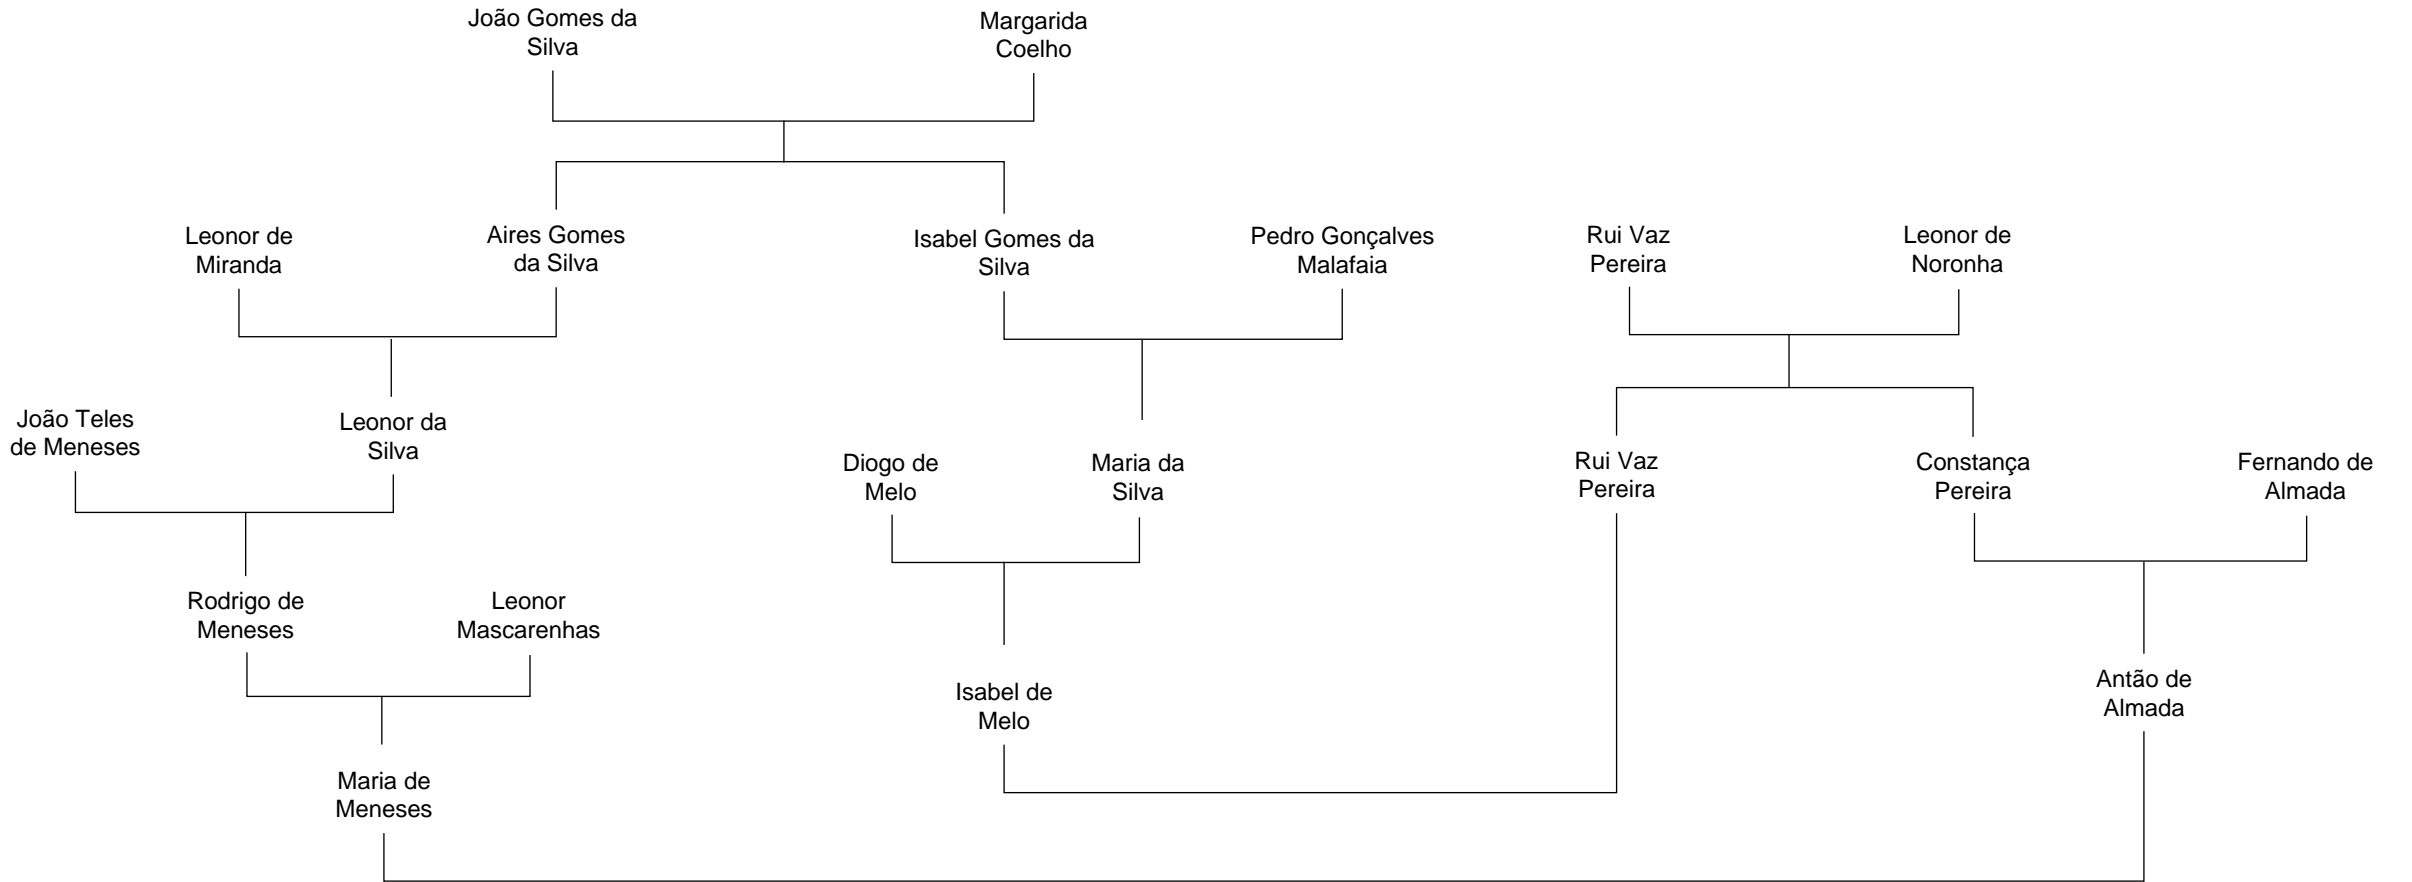 João Gomes da
Silva
Margarida
Coelho
Leonor de
Miranda
Aires Gomes
da Silva
Isabel Gomes da
Silva
Pedro Gonçalves
Malafaia
Rui Vaz
Pereira
Leonor de
Noronha
João Teles
de Meneses
Leonor da
Silva
Diogo de
Melo
Maria da
Silva
Rui Vaz
Pereira
Constança
Pereira
Fernando de
Almada
Rodrigo de
Meneses
Leonor
Mascarenhas
Isabel de
Melo
Antão de
Almada
Maria de
Meneses